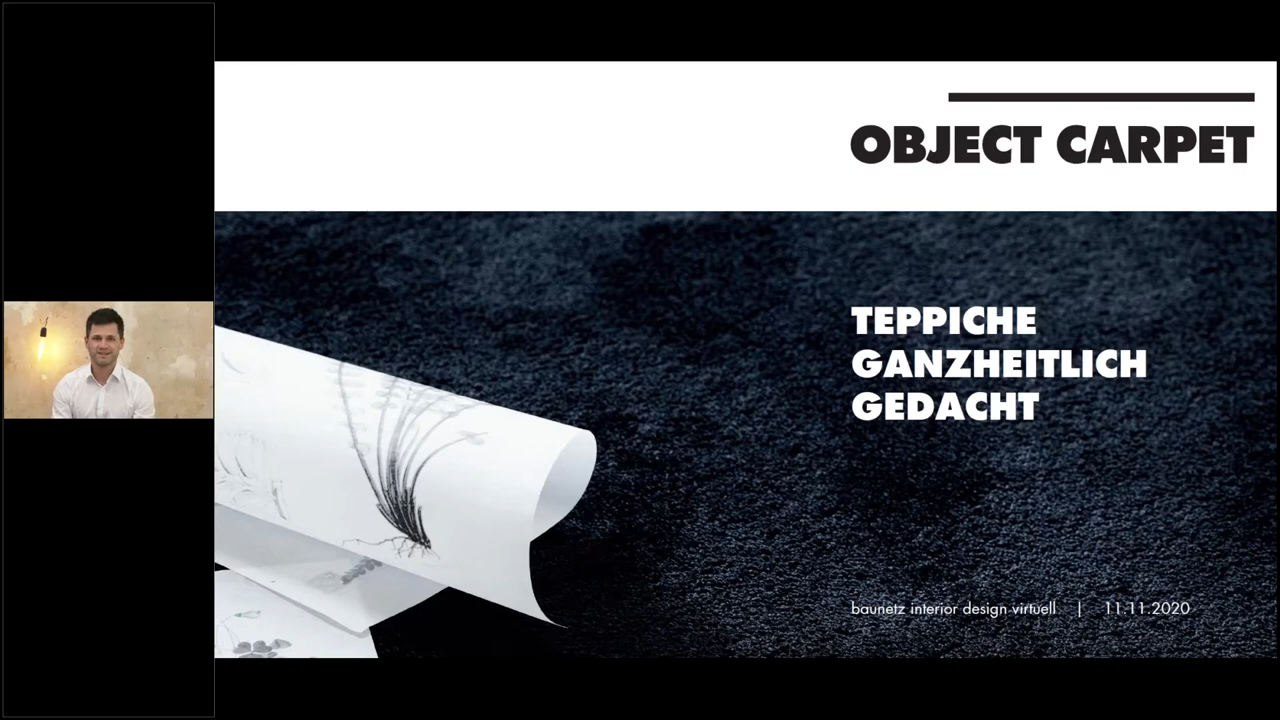 OBJECT CARPET
TEPPICHE
GANZHEITLICH
GEDACHT
baunetz interior design virtuell | 11.11.2020